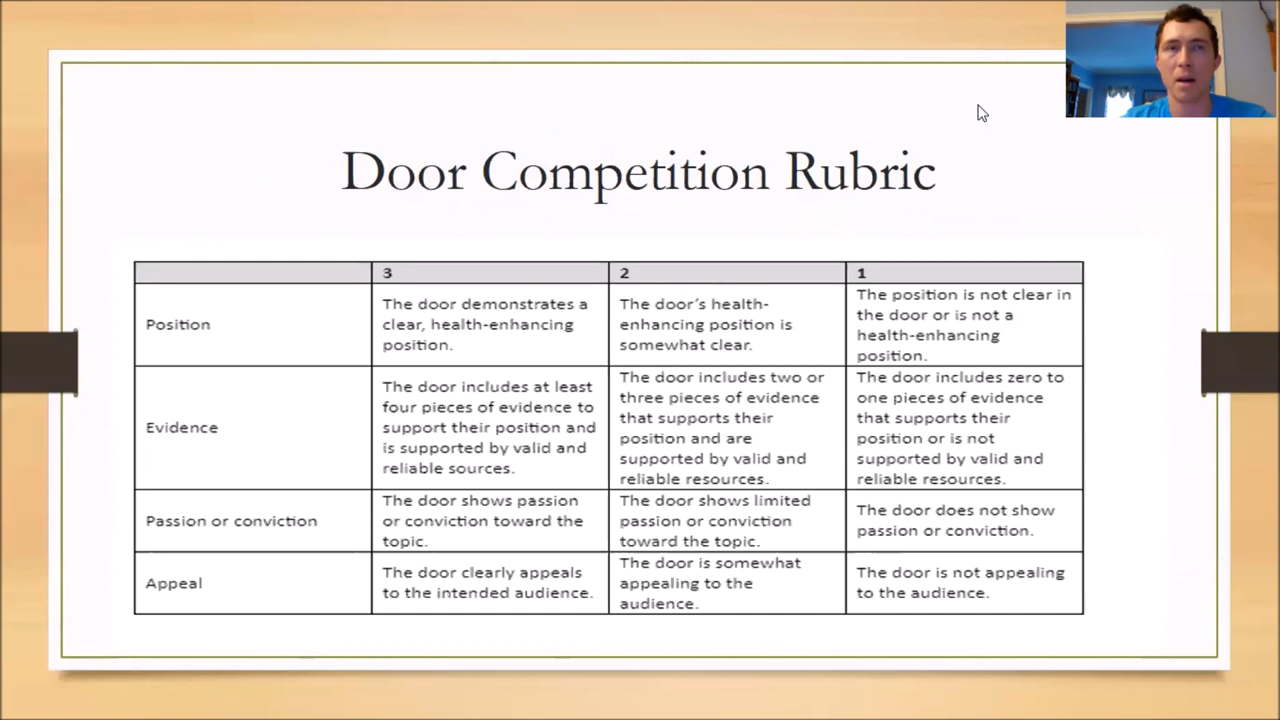 Door Competition Rubric
3
2
1
Position
The door demonstrates a
clear, health-enhancing
position.
The door's health-
enhancing position is
somewhat clear.
The position is not clear in
the door or is not a
health-enhancing
position.
Evidence
The door includes at least
four pieces of evidence to
support their position and
is supported by valid and
reliable sources.
The door includes two or
three pieces of evidence
that supports their
position and are
supported by valid and
reliable resources.
The door includes zero to
one pieces of evidence
that supports their
position or is not
supported by valid and
reliable resources.
Passion or conviction
The door shows passion
or conviction toward the
topic.
The door shows limited
passion or conviction
toward the topic.
The door does not show
passion or conviction.
Appeal
The door clearly appeals
to the intended audience.
The door is somewhat
appealing to the
audience.
The door is not appealing
to the audience.